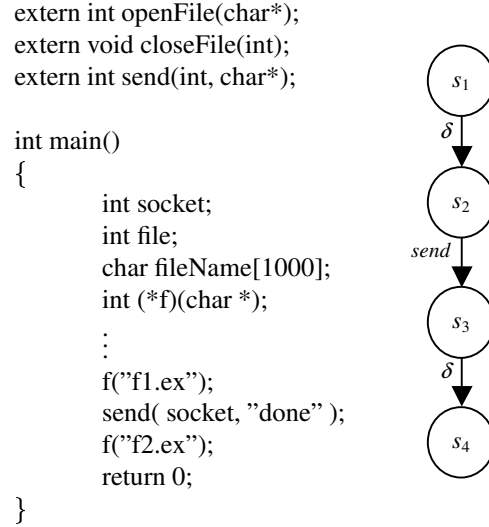 extern int openFile(char*);
extern void closeFile(int);
extern int send(int, char*);
int main()
{
int socket;
int file;
char fileName[1000];
int (*f)(char *);
⋮
f(”f1.ex”);
send( socket, ”done” );
f(”f2.ex”);
return 0;
}
s1
δ
s2
send
s3
δ
s4